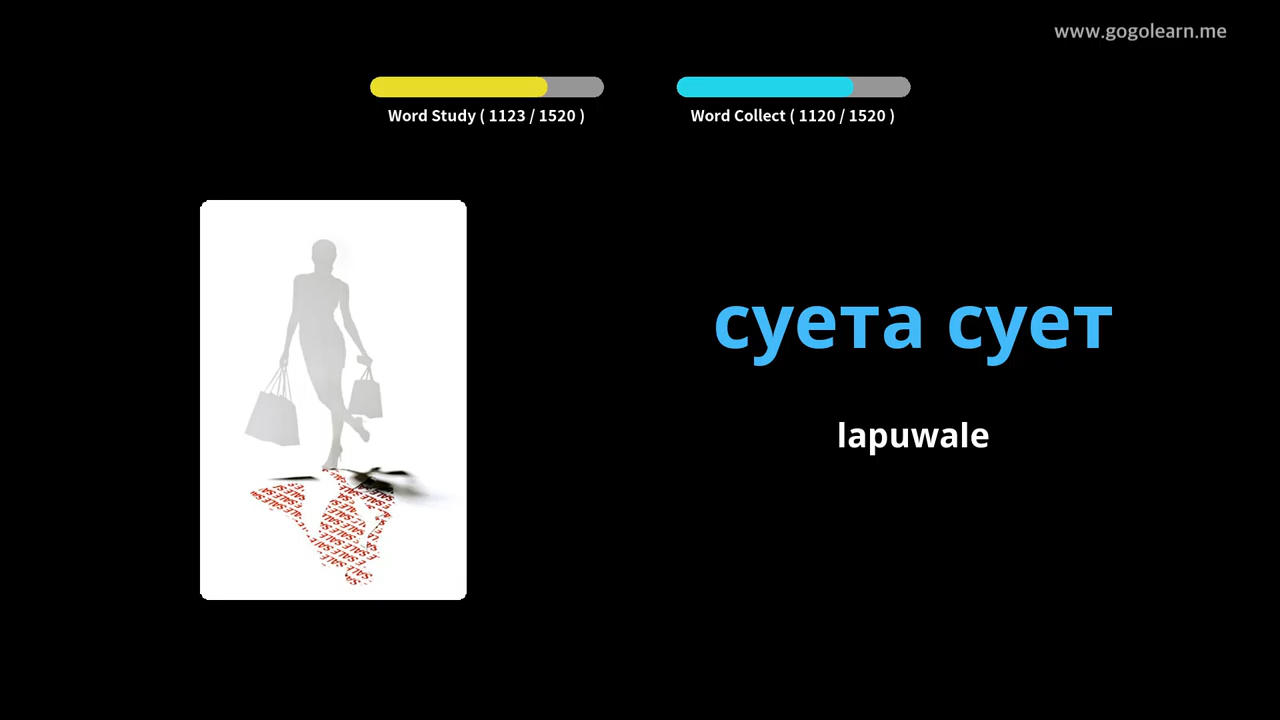 www.gogolearn.me
Word Study ( 1123 / 1520 )
Word Collect ( 1120 / 1520 )
суета сует
lapuwale